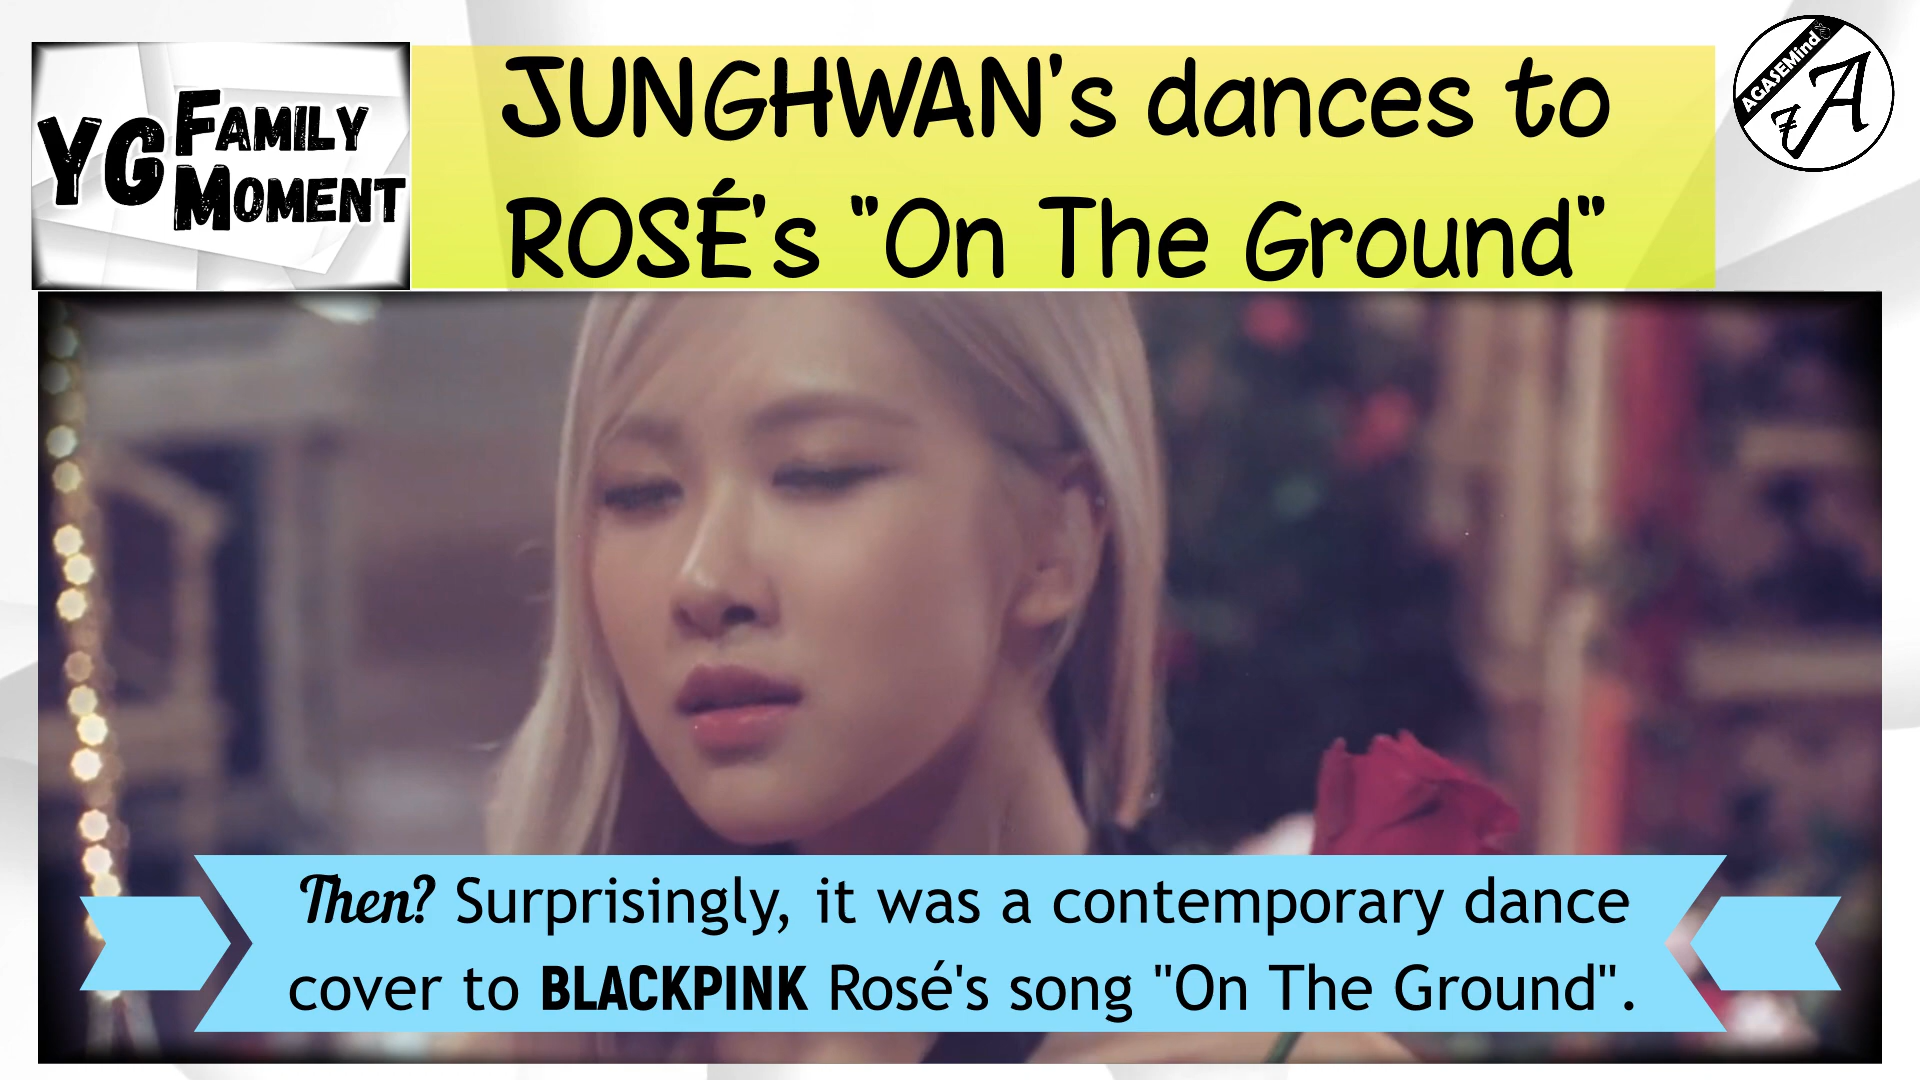 YG FAMILY
MOMENT
JUNGHWAN's dances to
ROSÉ's "On The Ground"
AGASEMind
A
Then? Surprisingly, it was a contemporary dance
cover to BLACKPINK Rosé's song "On The Ground".